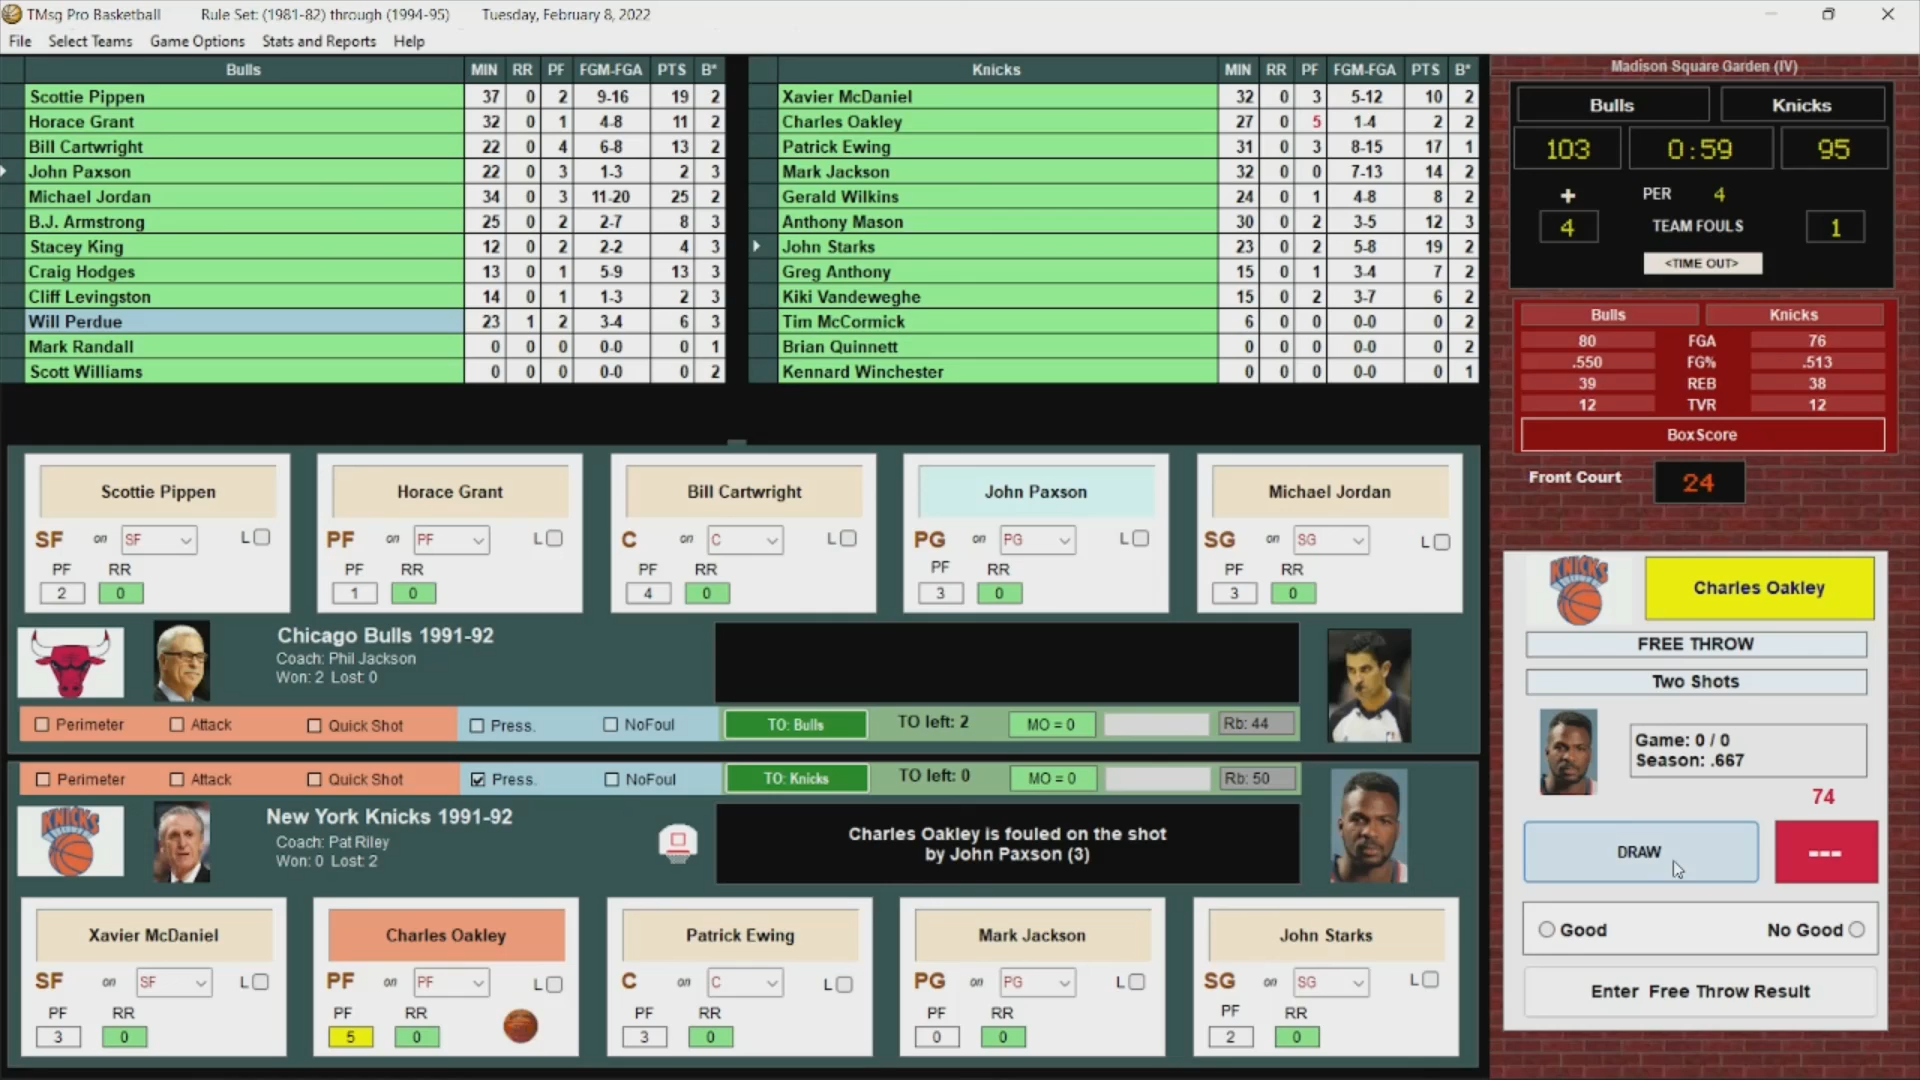 TMsg Pro Basketball Rule Set: (1981-82) through (1994-95) Tuesday, February 8, 2022
File Select Teams Game Options Stats and Reports Help
Bulls MIN RR PF FGM-FGA PTS B*
Scottie Pippen 37 0 2 9-16 19 2
Horace Grant 32 0 1 4-8 11 2
Bill Cartwright 22 0 4 6-8 13 2
John Paxson 22 0 3 1-3 2 3
Michael Jordan 34 0 3 11-20 25 2
B.J. Armstrong 25 0 2 2-7 8 3
Stacey King 12 0 2 2-2 4 3
Craig Hodges 13 0 1 5-9 13 3
Cliff Levingston 14 0 1 1-3 2 3
Will Perdue 23 1 2 3-4 6 3
Mark Randall 0 0 0 0-0 0 1
Scott Williams 0 0 0 0-0 0 2
Knicks MIN RR PF FGM-FGA PTS B*
Xavier McDaniel 32 0 3 5-12 10 2
Charles Oakley 27 0 5 1-4 2 2
Patrick Ewing 31 0 3 8-15 17 1
Mark Jackson 32 0 0 7-13 14 2
Gerald Wilkins 24 0 1 4-8 8 2
Anthony Mason 30 0 2 3-5 12 3
John Starks 23 0 2 5-8 19 2
Greg Anthony 15 0 1 3-4 7 2
Kiki Vandeweghe 15 0 2 3-7 6 2
Tim McCormick 6 0 0 0-0 0 2
Brian Quinnett 0 0 0 0-0 0 2
Kennard Winchester 0 0 0 0-0 0 1
Madison Square Garden (IV)
Bulls Knicks
103 0:59 95
+ PER 4
4 TEAM FOULS 1
<TIME OUT>
Bulls Knicks
80 FGA 76
.550 FG% .513
39 REB 38
12 TVR 12
BoxScore
Front Court 24
Scottie Pippen
SF on SF L
PF RR
2 0
Horace Grant
PF on PF L
PF RR
1 0
Bill Cartwright
C on C L
PF RR
4 0
John Paxson
PG on PG L
PF RR
3 0
Michael Jordan
SG on SG L
PF RR
3 0
Chicago Bulls 1991-92
Coach: Phil Jackson
Won: 2 Lost: 0
Perimeter Attack Quick Shot Press. NoFoul TO: Bulls TO left: 2 MO = 0 Rb: 44
Perimeter Attack Quick Shot Press. NoFoul TO: Knicks TO left: 0 MO = 0 Rb: 50
KNICKS
New York Knicks 1991-92
Coach: Pat Riley
Won: 0 Lost: 2
Charles Oakley is fouled on the shot
by John Paxson (3)
Xavier McDaniel
SF on SF L
PF RR
3 0
Charles Oakley
PF on PF L
PF RR
5 0
Patrick Ewing
C on C L
PF RR
3 0
Mark Jackson
PG on PG L
PF RR
0 0
John Starks
SG on SG L
PF RR
2 0
KNICKS
Charles Oakley
FREE THROW
Two Shots
Game: 0 / 0
Season: .667
74
DRAW ---
Good No Good
Enter Free Throw Result